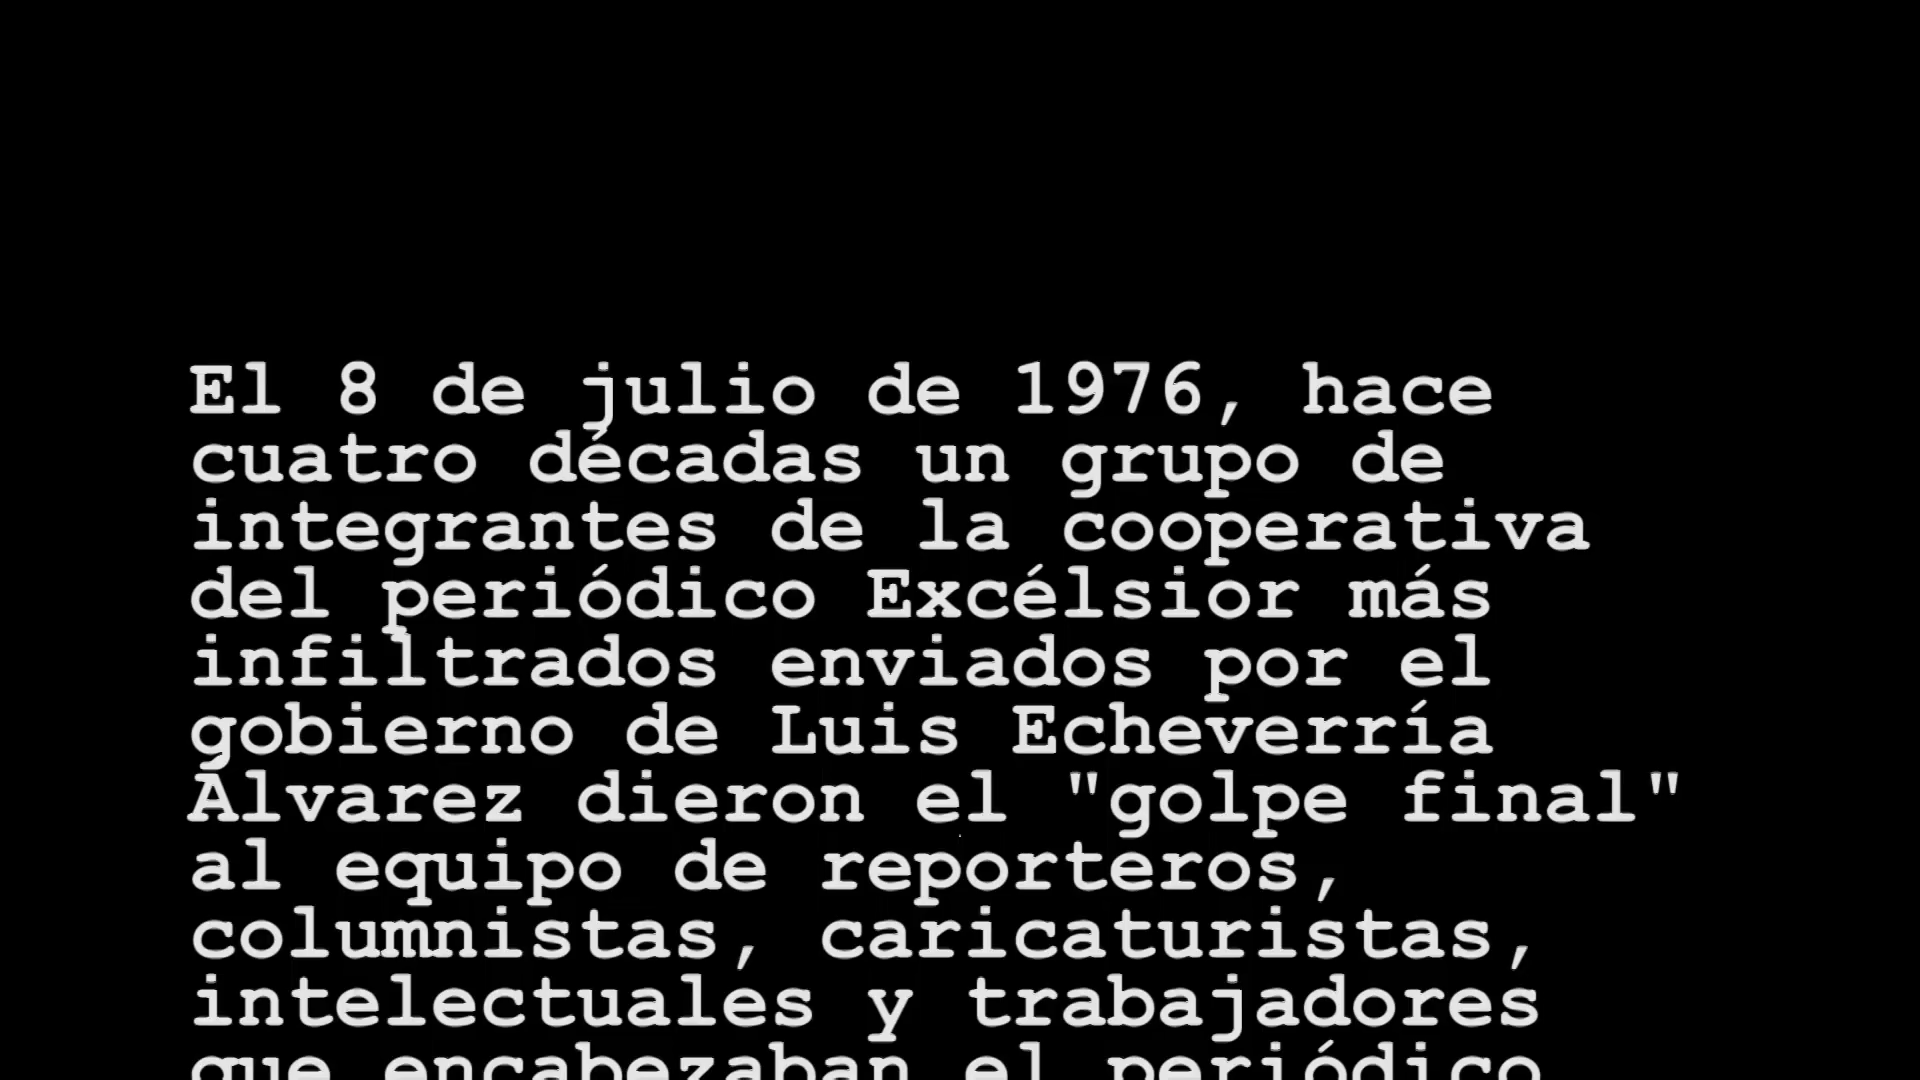 El 8 de julio de 1976, hace
cuatro décadas un grupo de
integrantes de la cooperativa
del periódico Excélsior más
infiltrados enviados por el
gobierno de Luis Echeverría
Álvarez dieron el "golpe final"
al equipo de reporteros,
columnistas, caricaturistas,
intelectuales y trabajadores
que encabezaban el periódico